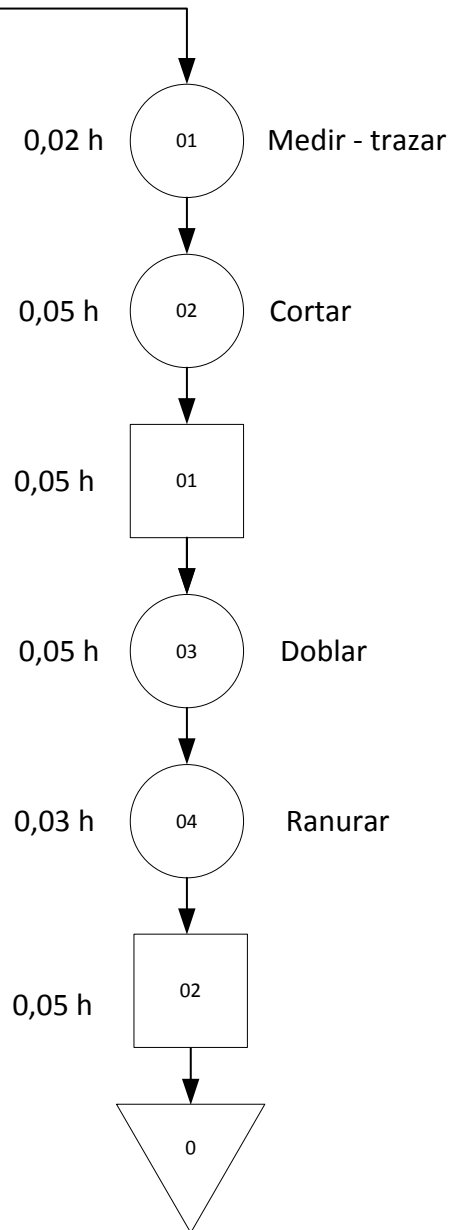 0,02 h 01 Medir - trazar
0,05 h 02 Cortar
0,05 h 01
0,05 h 03 Doblar
0,03 h 04 Ranurar
0,05 h 02
0